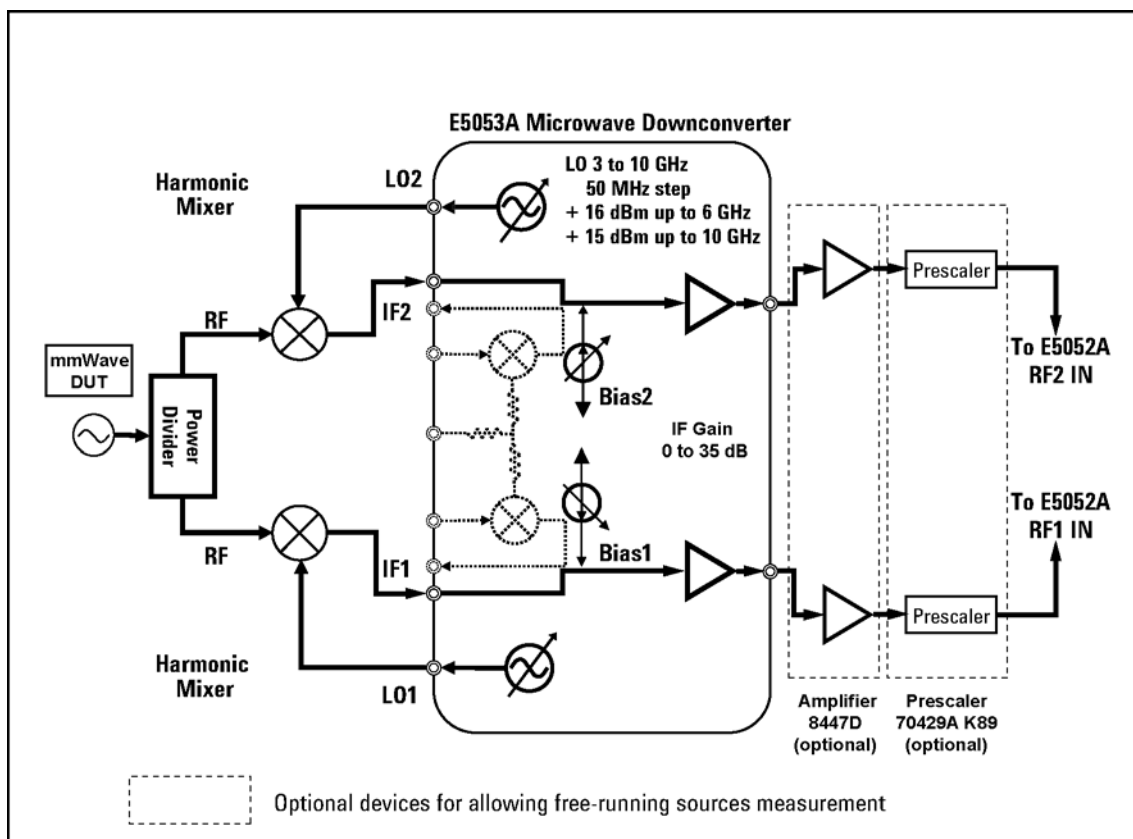 E5053A Microwave Downconverter
LO 3 to 10 GHz
50 MHz step
+ 16 dBm up to 6 GHz
+ 15 dBm up to 10 GHz
Harmonic
Mixer
LO2
RF
IF2
mmWave
DUT
Power
Divider
Bias2
IF Gain
0 to 35 dB
Prescaler
To E5052A
RF2 IN
RF
IF1
Bias1
To E5052A
RF1 IN
Prescaler
Harmonic
Mixer
LO1
Amplifier
8447D
(optional)
Prescaler
70429A K89
(optional)
Optional devices for allowing free-running sources measurement